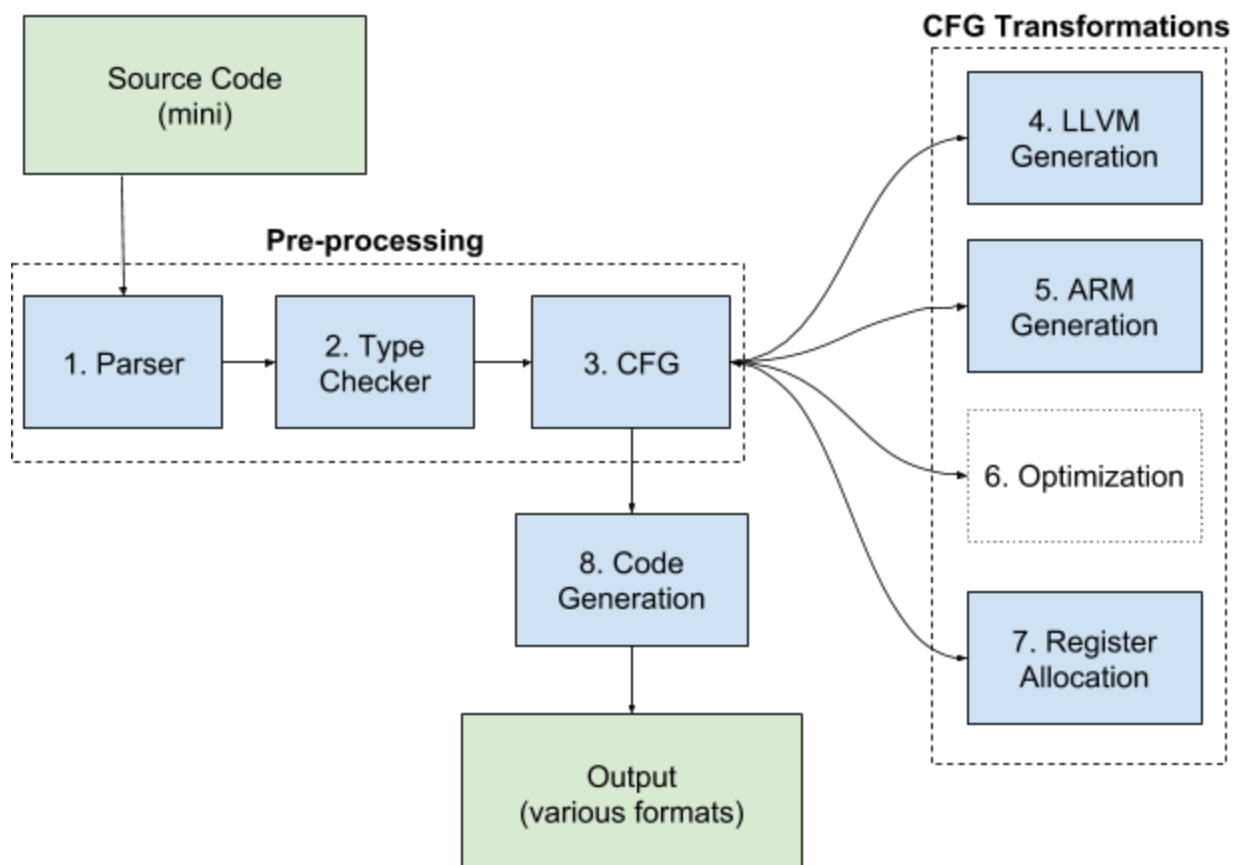 CFG Transformations
Source Code
(mini)
4. LLVM
Generation
Pre-processing
5. ARM
Generation
1. Parser
2. Type
Checker
3. CFG
6. Optimization
8. Code
Generation
7. Register
Allocation
Output
(various formats)